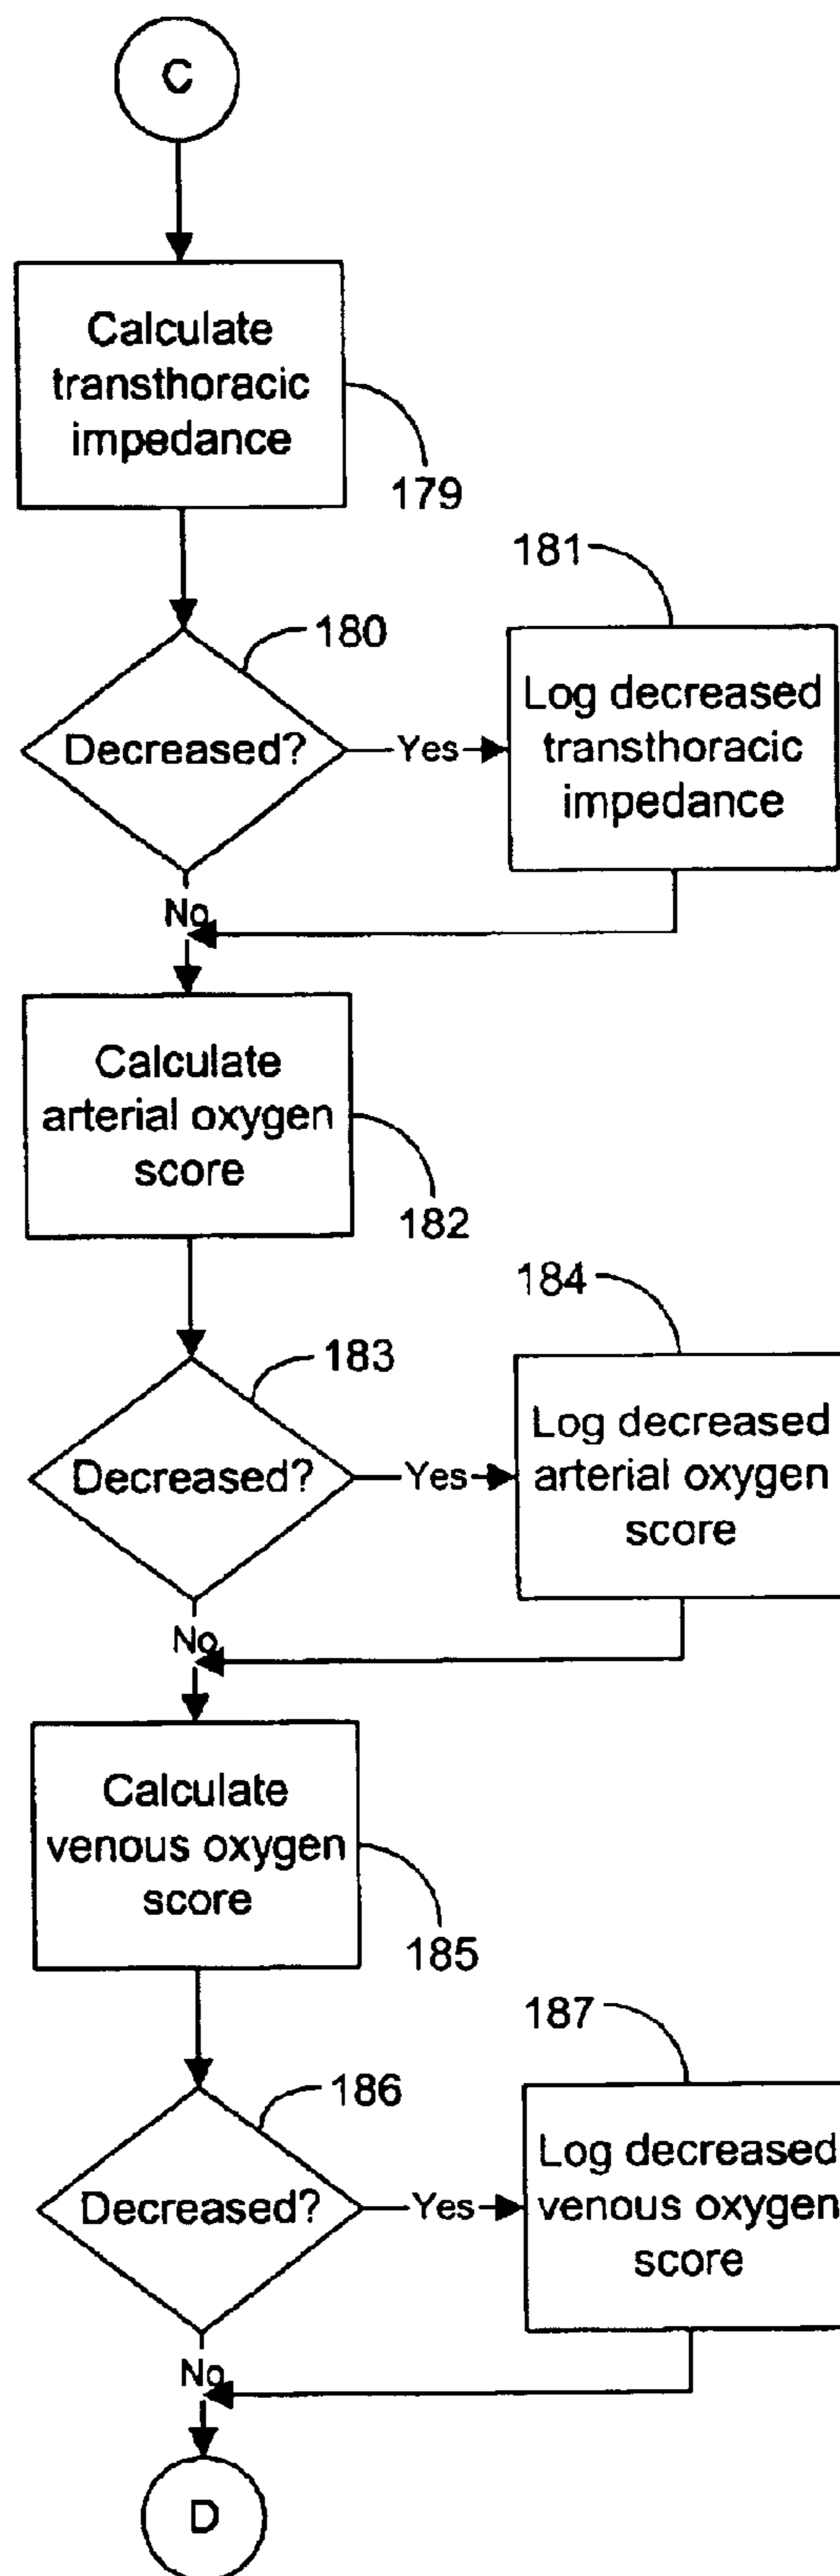 C
Calculate
transthoracic
impedance
179
181
180
Decreased?
Yes
Log decreased
transthoracic
impedance
No
Calculate
arterial oxygen
score
182
184
183
Decreased?
Yes
Log decreased
arterial oxygen
score
No
Calculate
venous oxygen
score
185
187
186
Decreased?
Yes
Log decreased
venous oxygen
score
No
D